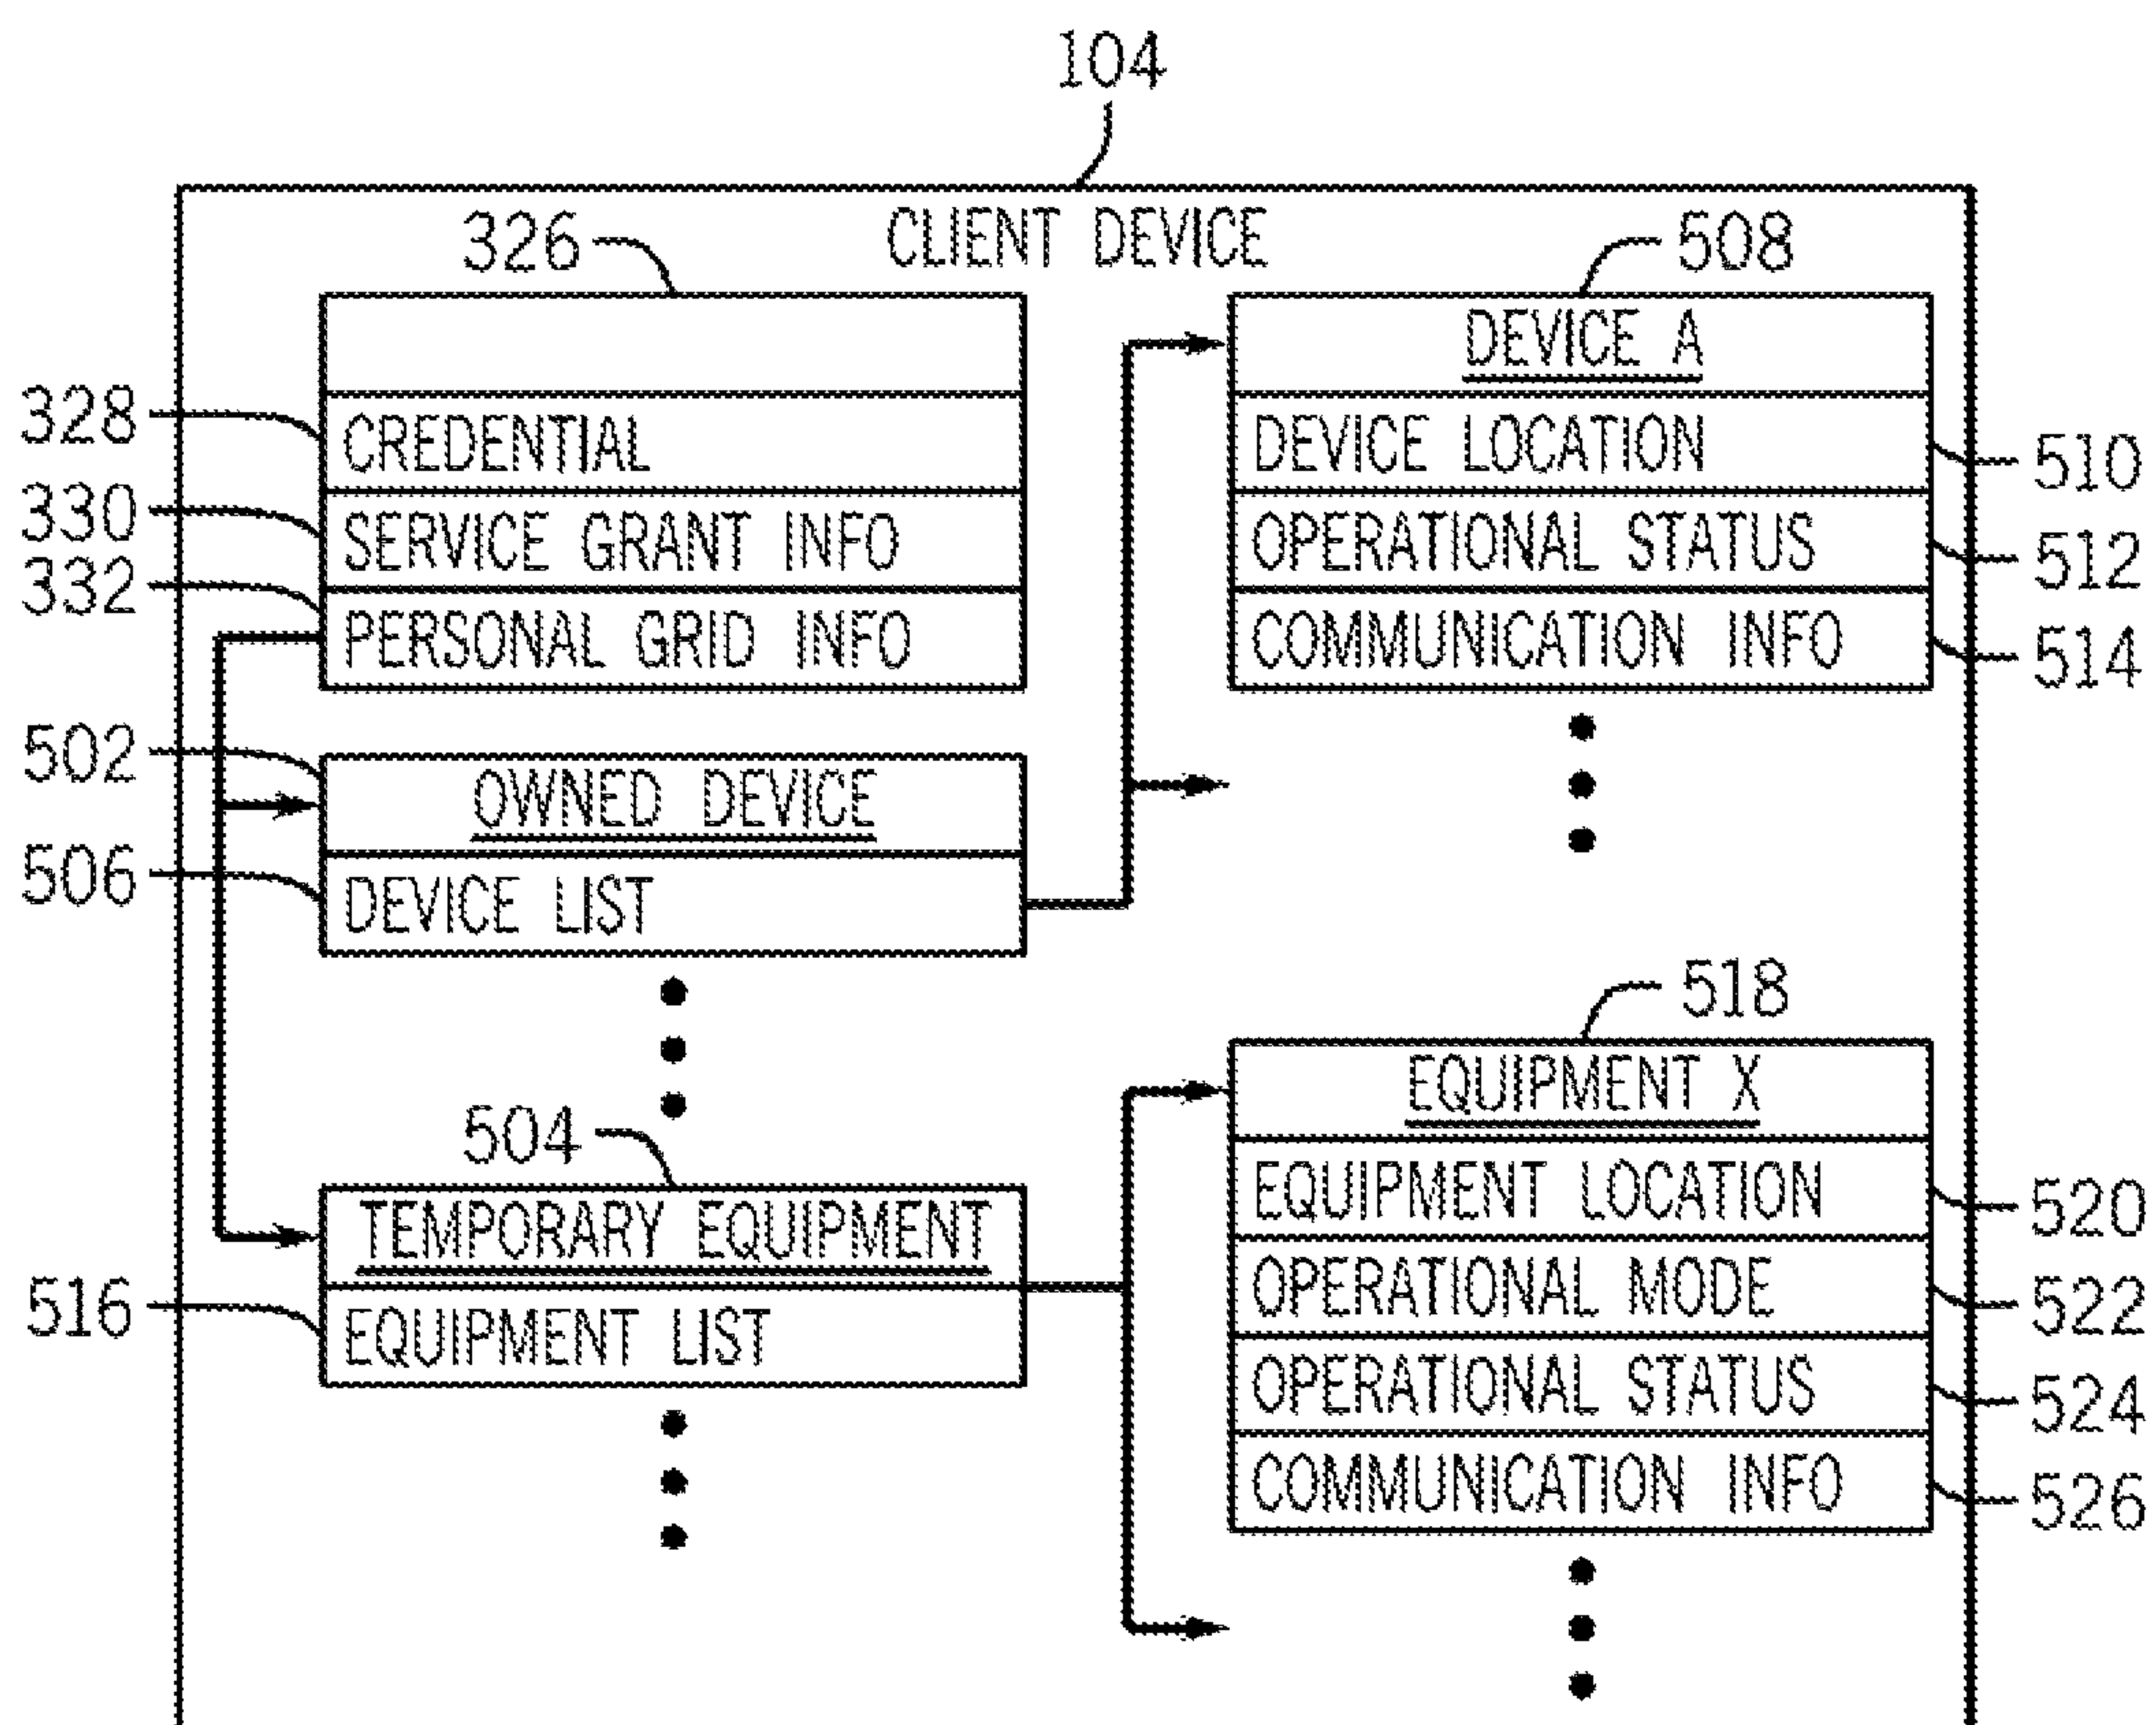 104
CLIENT DEVICE
326
508
DEVICE A
328
CREDENTIAL
DEVICE LOCATION
510
330
SERVICE GRANT INFO
OPERATIONAL STATUS
512
332
PERSONAL GRID INFO
COMMUNICATION INFO
514
502
OWNED DEVICE
506
DEVICE LIST
518
EQUIPMENT X
504
TEMPORARY EQUIPMENT
EQUIPMENT LOCATION
520
516
EQUIPMENT LIST
OPERATIONAL MODE
522
OPERATIONAL STATUS
524
COMMUNICATION INFO
526